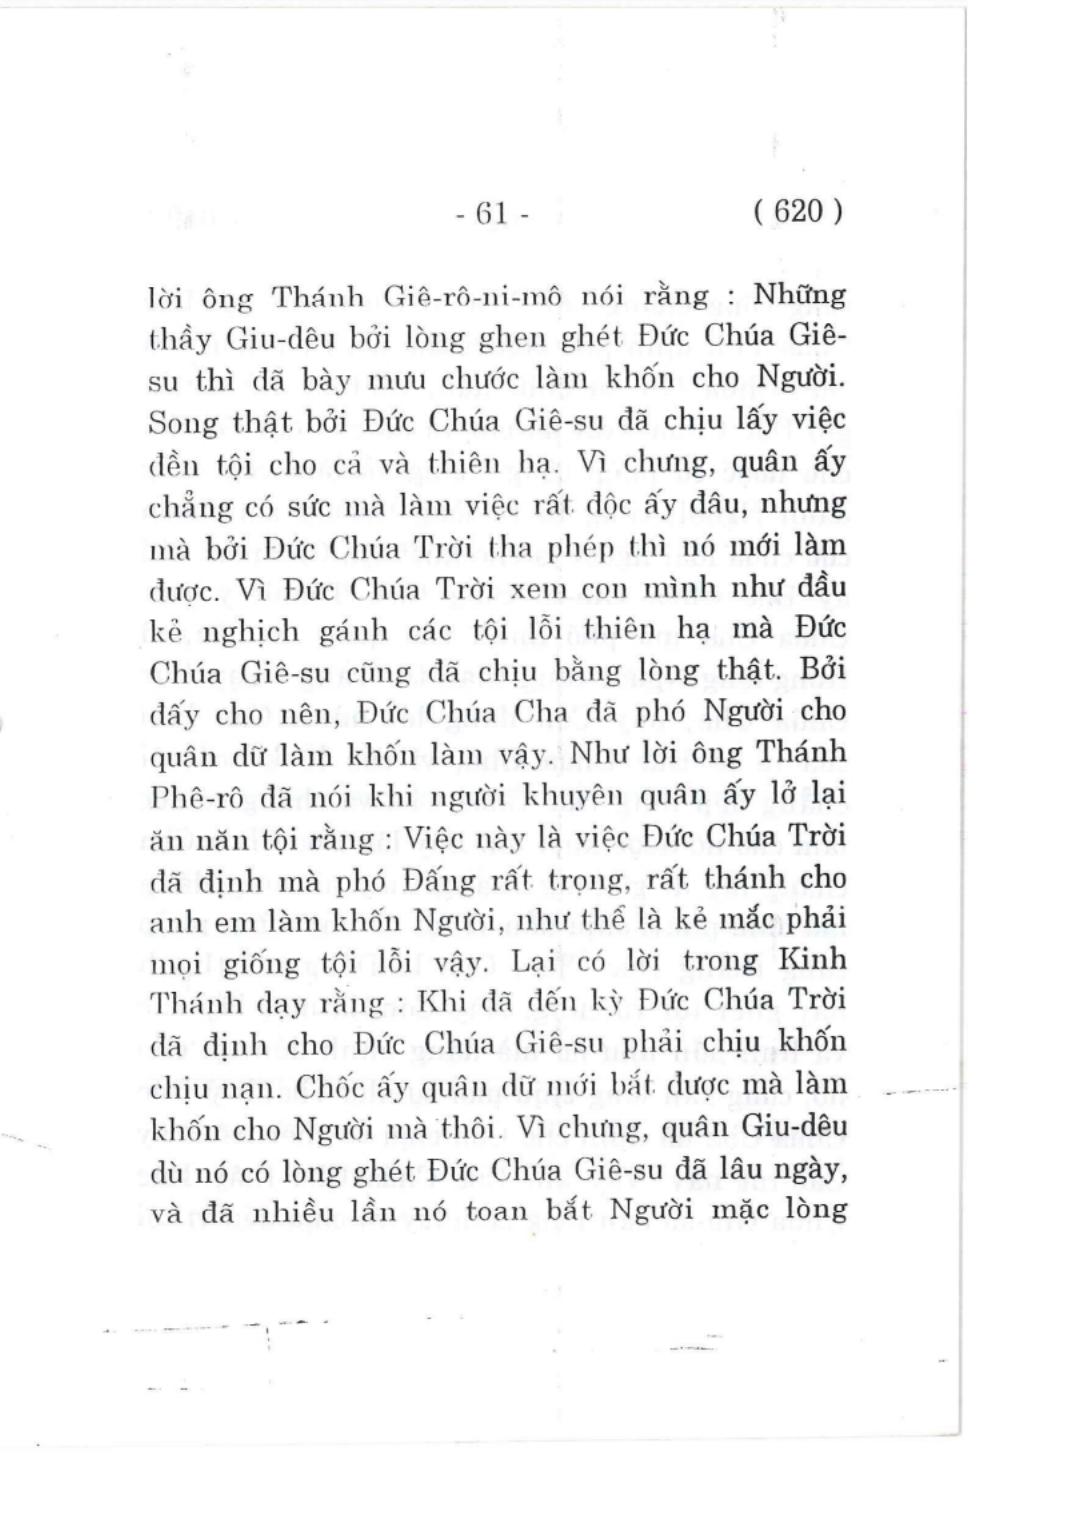 - 61 - ( 620 )
lời ông Thánh Giê-rô-ni-mô nói rằng : Những
thầy Giu-dêu bởi lòng ghen ghét Đức Chúa Giê-
su thì đã bày mưu chước làm khốn cho Người.
Song thật bởi Đức Chúa Giê-su đã chịu lấy việc
đền tội cho cả và thiên hạ. Vì chưng, quân ấy
chẳng có sức mà làm việc rất độc ấy đâu, nhưng
mà bởi Đức Chúa Trời tha phép thì nó mới làm
được. Vì Đức Chúa Trời xem con mình như đầu
kẻ nghịch gánh các tội lỗi thiên hạ mà Đức
Chúa Giê-su cũng đã chịu bằng lòng thật. Bởi
đấy cho nên, Đức Chúa Cha đã phó Người cho
quân dữ làm khốn làm vậy. Như lời ông Thánh
Phê-rô đã nói khi người khuyên quân ấy lở lại
ăn năn tội rằng : Việc này là việc Đức Chúa Trời
đã định mà phó Đấng rất trọng, rất thánh cho
anh em làm khốn Người, như thể là kẻ mắc phải
mọi giống tội lỗi vậy. Lại có lời trong Kinh
Thánh dạy rằng : Khi đã đến kỳ Đức Chúa Trời
đã định cho Đức Chúa Giê-su phải chịu khốn
chịu nạn. Chốc ấy quân dữ mới bắt được mà làm
khốn cho Người mà thôi. Vì chưng, quân Giu-dêu
dù nó có lòng ghét Đức Chúa Giê-su đã lâu ngày,
và đã nhiều lần nó toan bắt Người mặc lòng